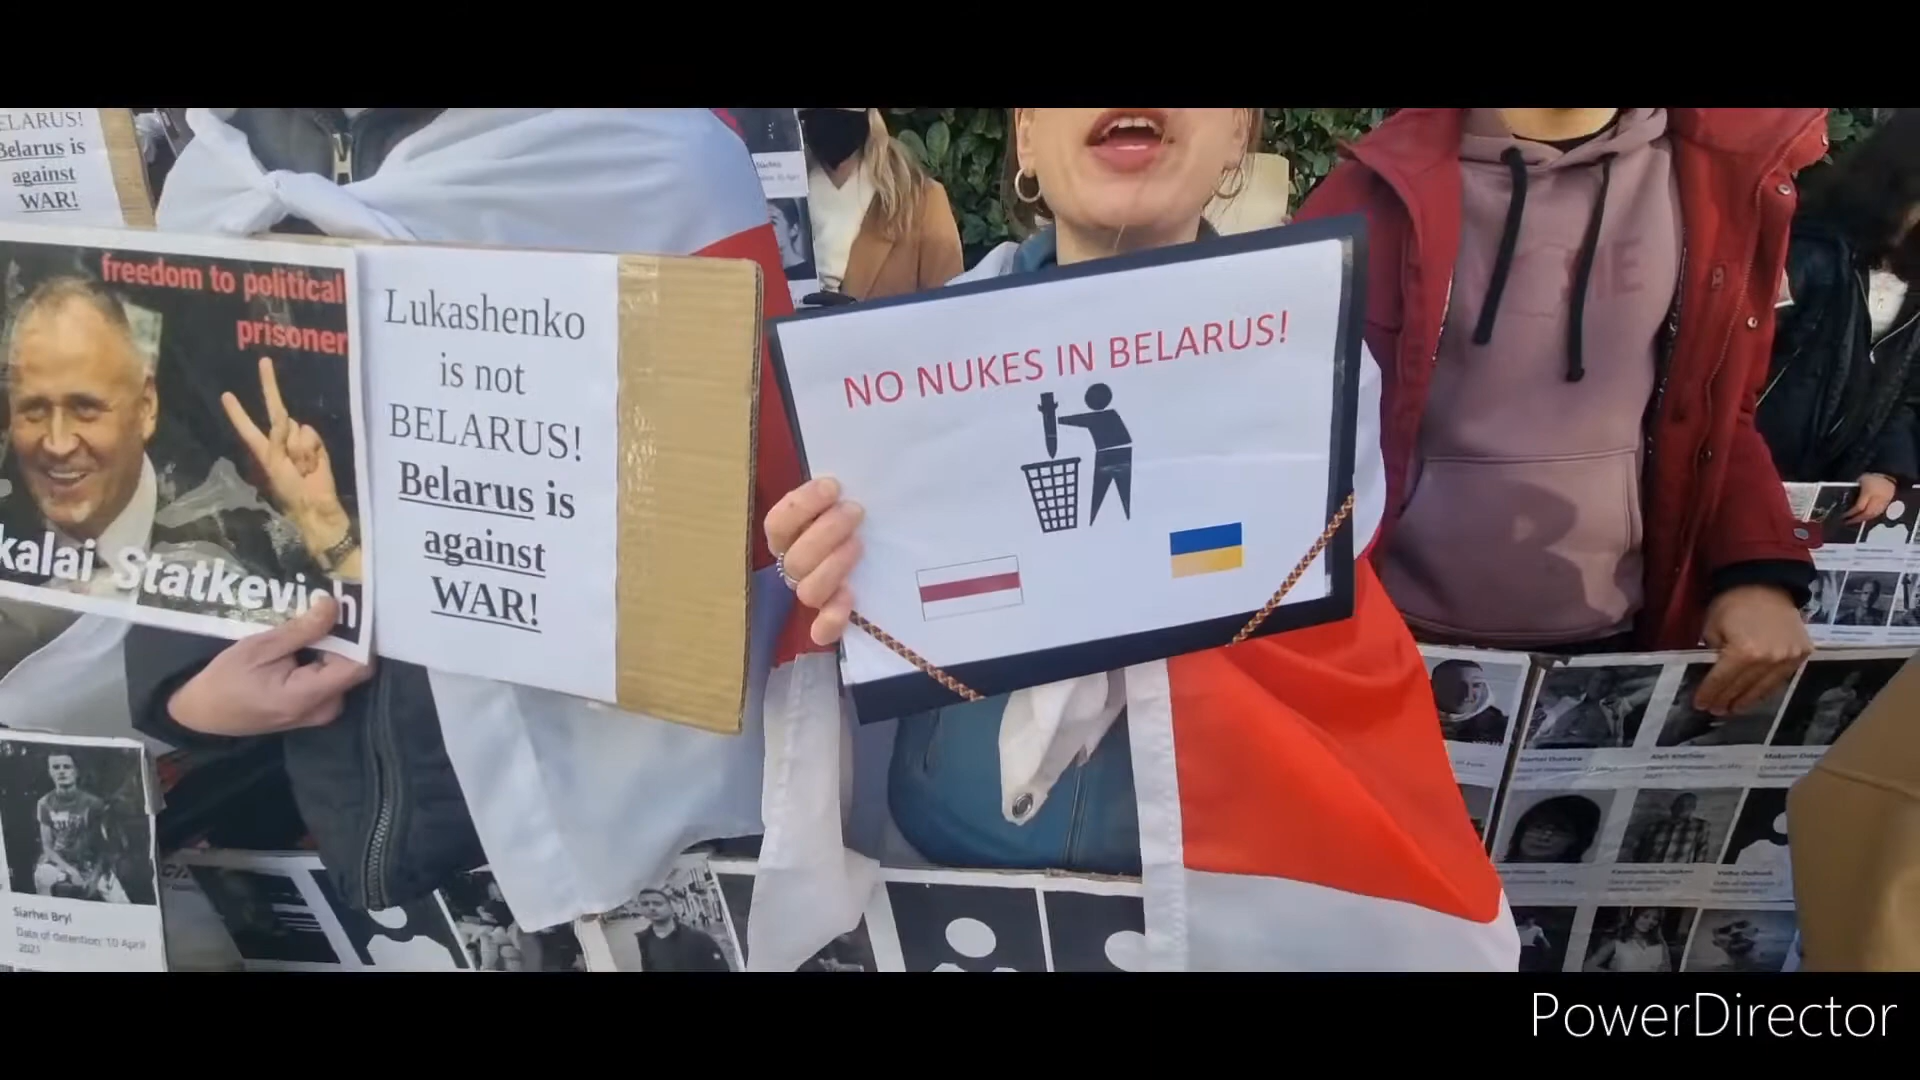 ELARUS!
Belarus is
against
WAR!
freedom to political
prisoner
kalai Statkevich
Lukashenko
is not
BELARUS!
Belarus is
against
WAR!
NO NUKES IN BELARUS!
Siarhei Bryl
Date of detention: 10 April
2021
PowerDirector